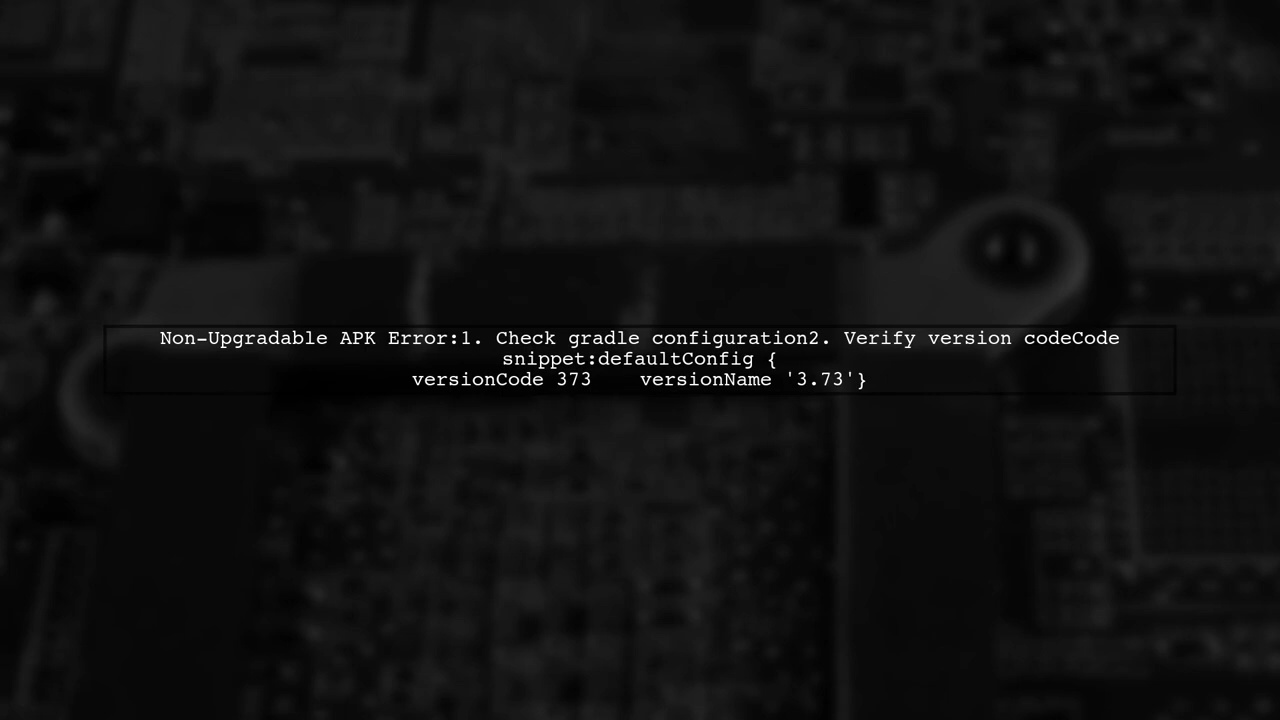 Non-Upgradable APK Error:1. Check gradle configuration2. Verify version codeCode
snippet:defaultConfig {
versionCode 373    versionName '3.73'}